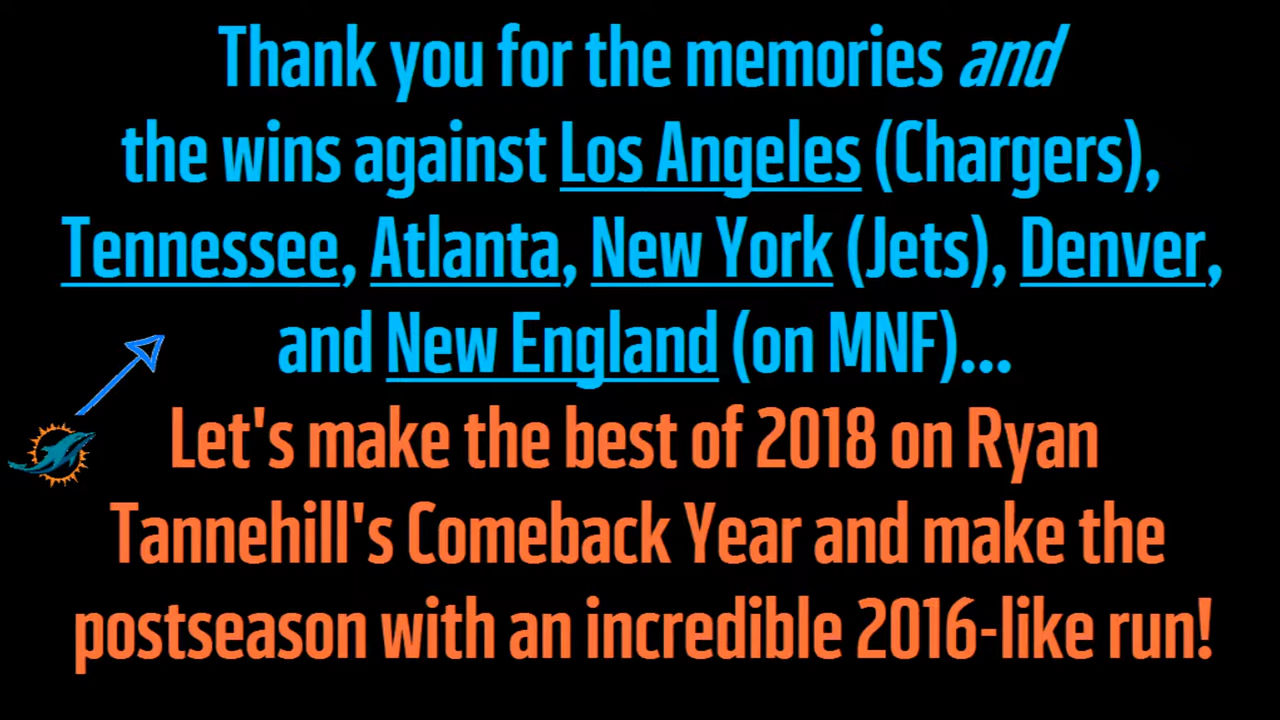 Thank you for the memories and
the wins against Los Angeles (Chargers),
Tennessee, Atlanta, New York (Jets), Denver,
and New England (on MNF)...
Let's make the best of 2018 on Ryan
Tannehill's Comeback Year and make the
postseason with an incredible 2016-like run!